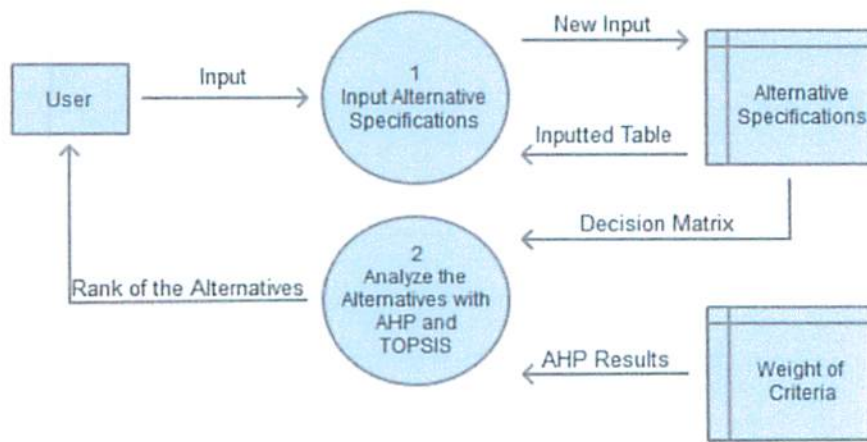 User
Input
1
Input Alternative
Specifications
New Input
Inputted Table
Alternative
Specifications
Decision Matrix
2
Analyze the
Alternatives with
AHP and
TOPSIS
Rank of the Alternatives
AHP Results
Weight of
Criteria